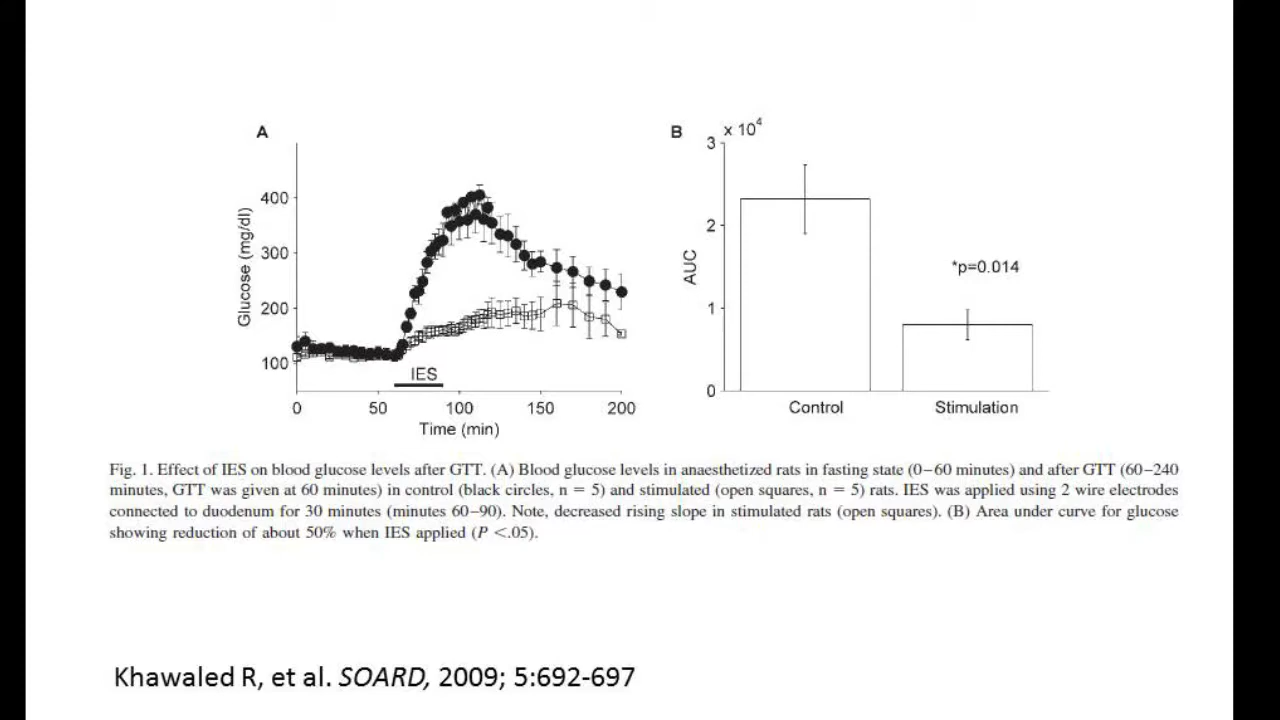 A
400
300
200
100
Glucose (mg/dl)
IES
0 50 100 150 200
Time (min)
B
x 10⁴
3
2
1
0
AUC
*p=0.014
Control Stimulation
Fig. 1. Effect of IES on blood glucose levels after GTT. (A) Blood glucose levels in anaesthetized rats in fasting state (0–60 minutes) and after GTT (60–240
minutes, GTT was given at 60 minutes) in control (black circles, n = 5) and stimulated (open squares, n = 5) rats. IES was applied using 2 wire electrodes
connected to duodenum for 30 minutes (minutes 60–90). Note, decreased rising slope in stimulated rats (open squares). (B) Area under curve for glucose
showing reduction of about 50% when IES applied (P <.05).
Khawaled R, et al. SOARD, 2009; 5:692-697